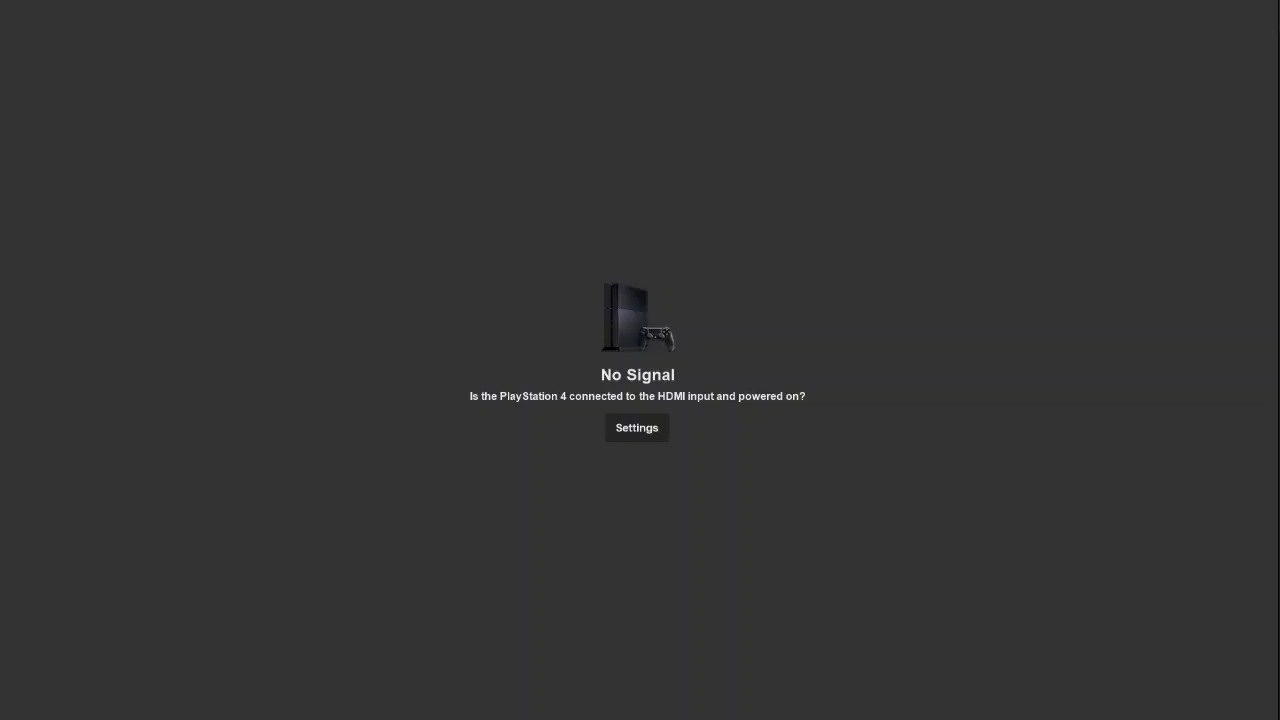 No Signal
Is the PlayStation 4 connected to the HDMI input and powered on?
Settings